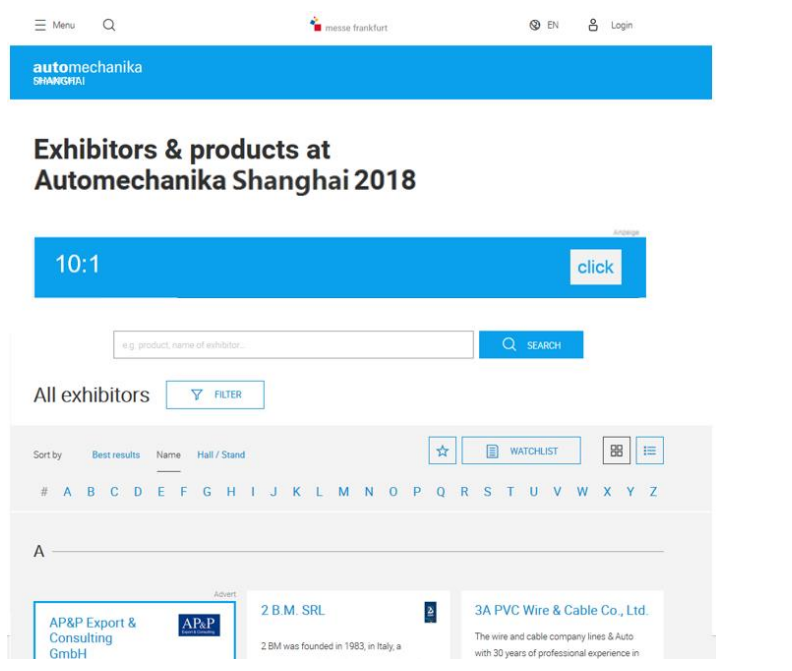 Menu
messe frankfurt
EN
Login
automechanika
SHANGHAI
Exhibitors & products at
Automechanika Shanghai 2018
Anzeige
10:1
click
e.g. product, name of exhibitor...
SEARCH
All exhibitors
FILTER
Sort by Best results Name Hall / Stand
WATCHLIST
# A B C D E F G H I J K L M N O P Q R S T U V W X Y Z
A
Advert
AP&P Export &
Consulting
GmbH
AP&P
Export & Consulting
2 B.M. SRL
2 BM was founded in 1983, in Italy, a
3A PVC Wire & Cable Co., Ltd.
The wire and cable company lines & Auto
with 30 years of professional experience in